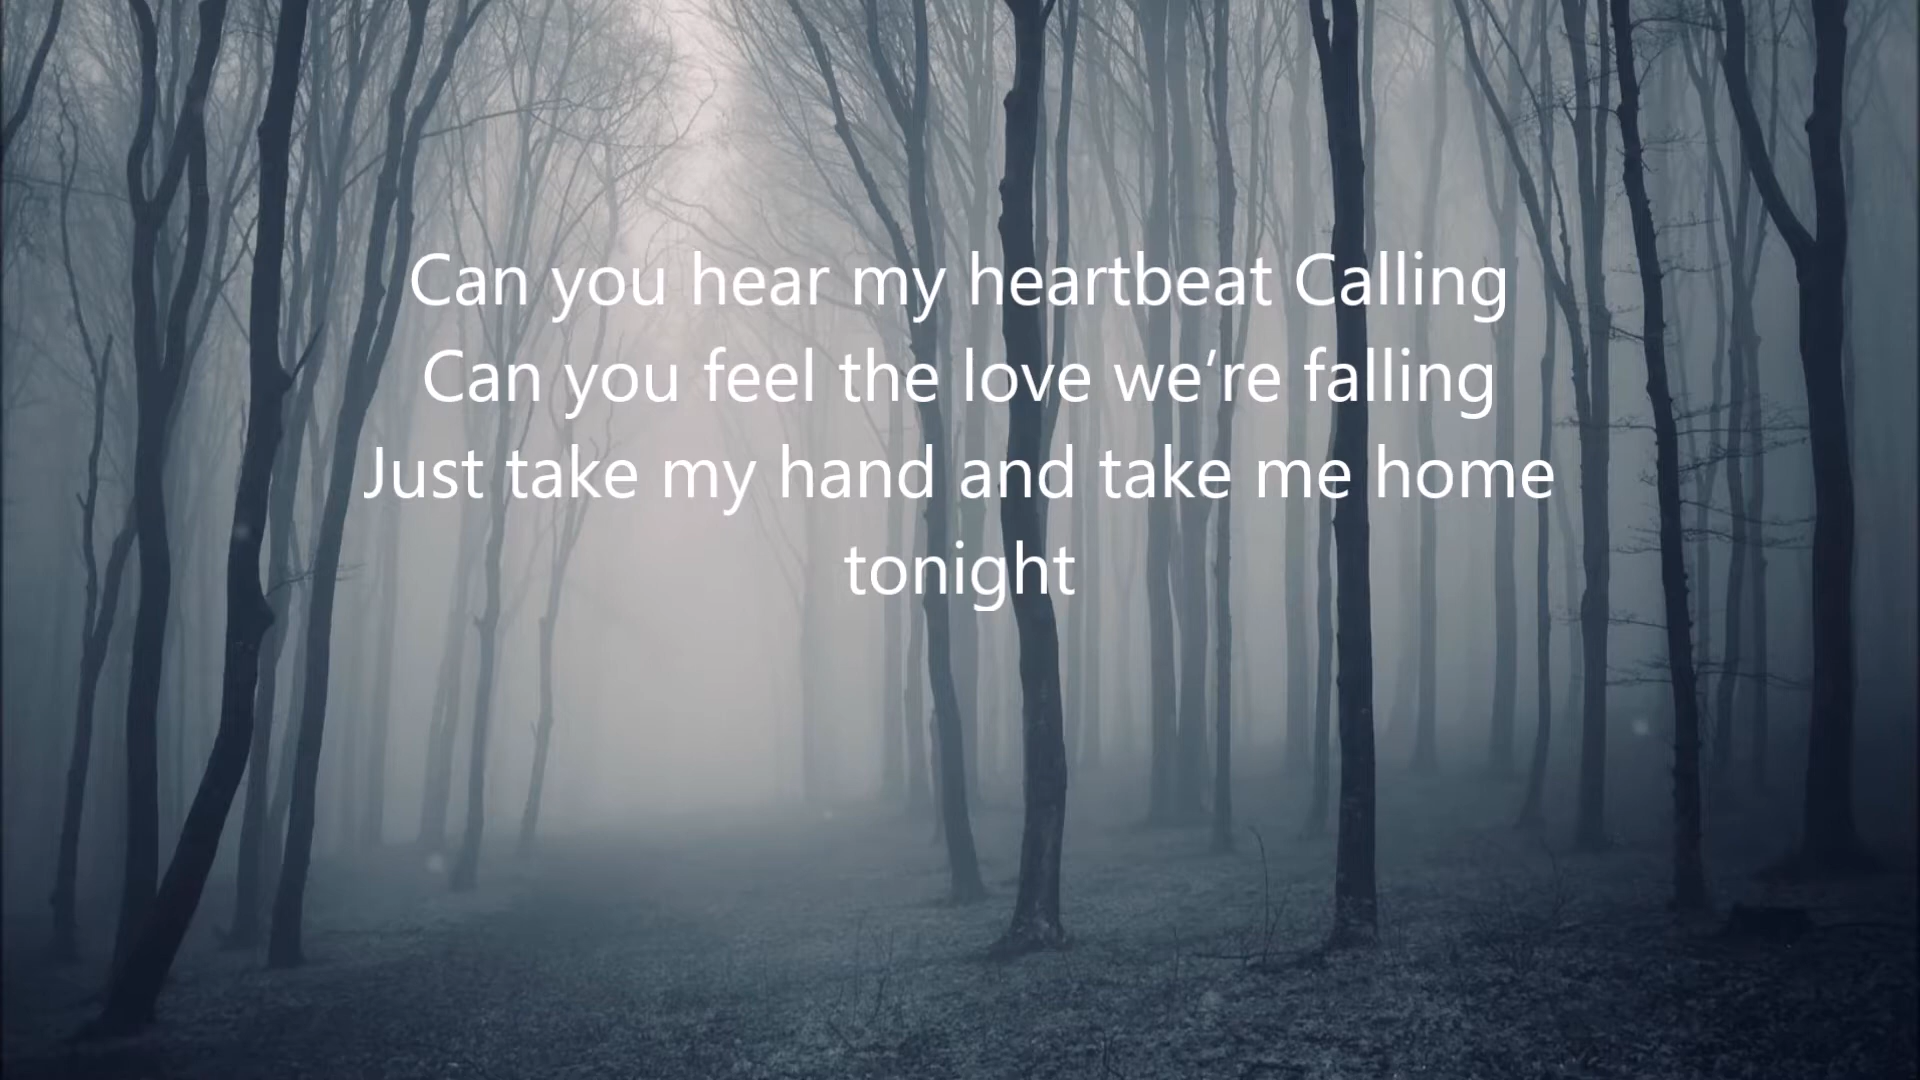 Can you hear my heartbeat Calling
Can you feel the love we’re falling
Just take my hand and take me home
tonight